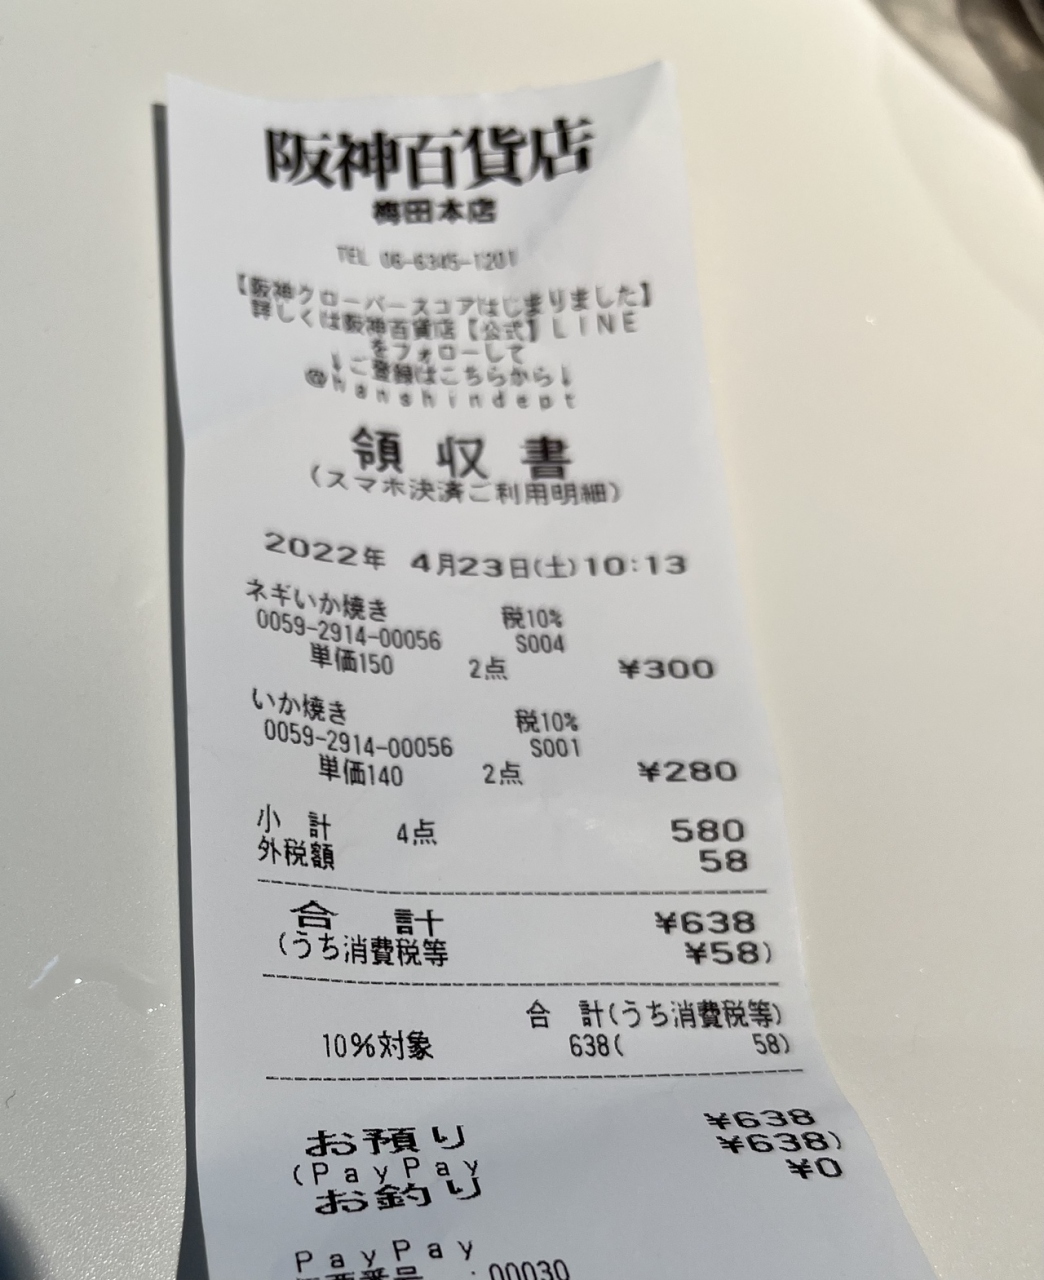 阪神百貨店
梅田本店
TEL 06-6345-1201
【阪神クローバースコアはじまりました】
詳しくは阪神百貨店【公式】LINE
をフォローして
↓ご登録はこちらから↓
@hanshindept
領収書
(スマホ決済ご利用明細)
2022年 4月23日(土)10:13
ネギいか焼き 税10%
0059-2914-00056 S004
単価150 2点 ¥300
いか焼き 税10%
0059-2914-00056 S001
単価140 2点 ¥280
小計 4点 580
外税額 58
合計 ¥638
(うち消費税等 ¥58)
合計(うち消費税等)
10%対象 638( 58)
お預り ¥638
(PayPay ¥638)
お釣り ¥0
PayPay
番号 :00030